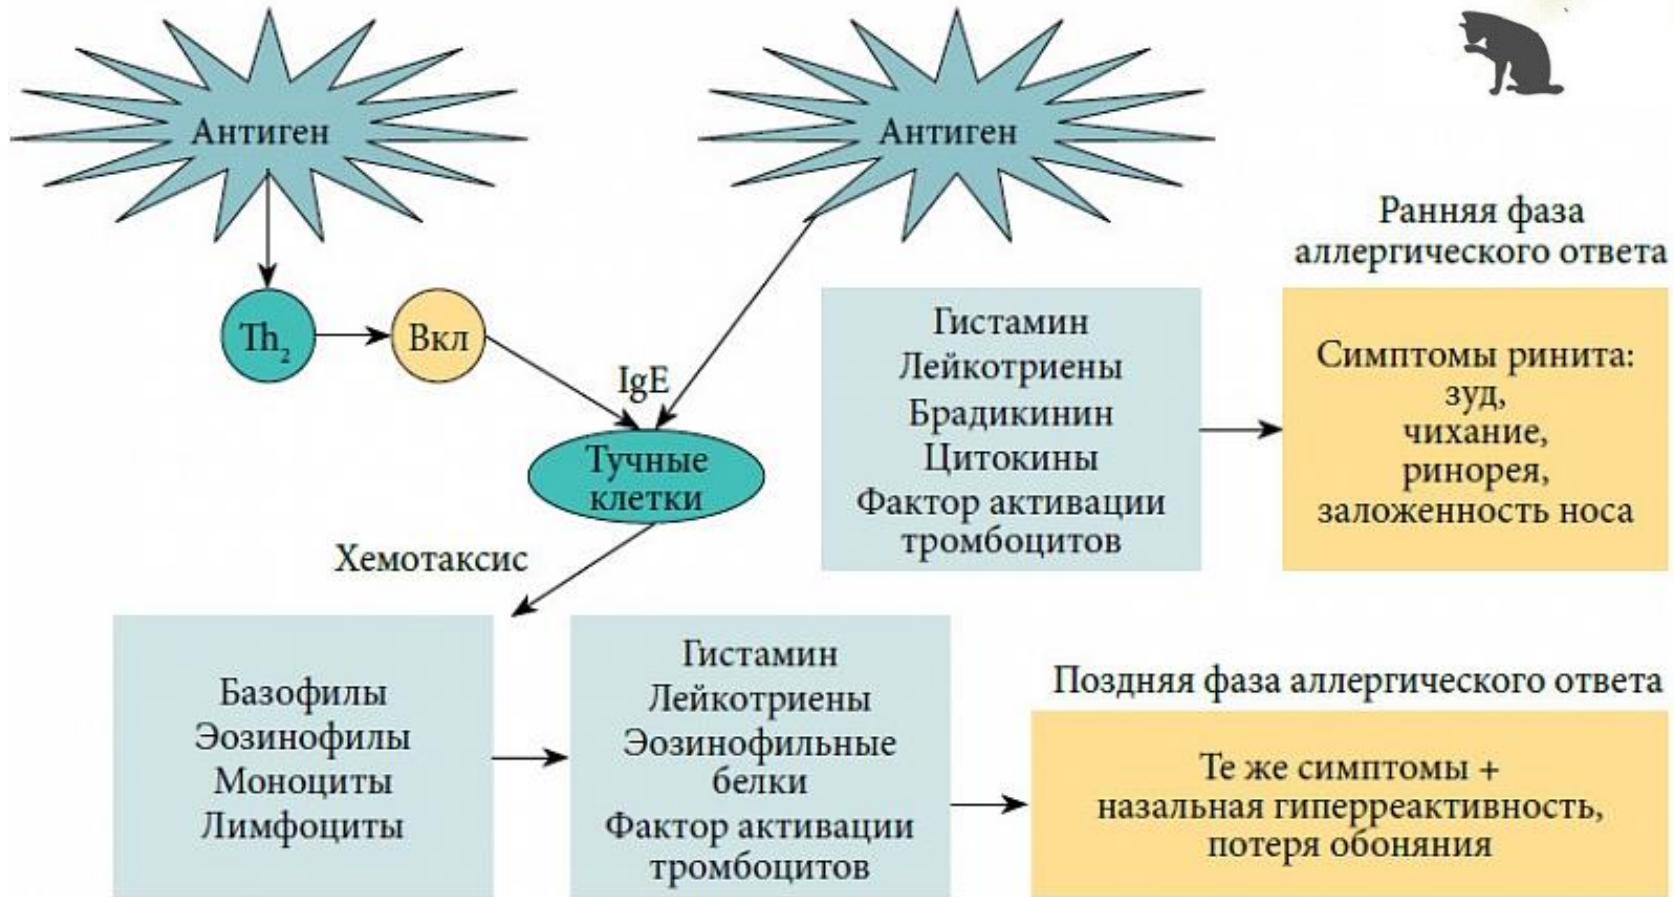 Антиген
Антиген
Th₂
Вкл
IgE
Тучные
клетки
Хемотаксис
Гистамин
Лейкотриены
Брадикинин
Цитокины
Фактор активации
тромбоцитов
Ранняя фаза
аллергического ответа
Симптомы ринита:
зуд,
чихание,
ринорея,
заложенность носа
Базофилы
Эозинофилы
Моноциты
Лимфоциты
Гистамин
Лейкотриены
Эозинофильные
белки
Фактор активации
тромбоцитов
Поздняя фаза аллергического ответа
Те же симптомы +
назальная гиперреактивность,
потеря обоняния